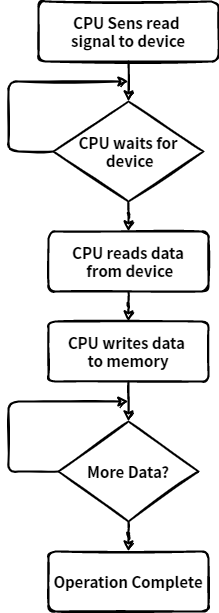 CPU Sens read
signal to device
CPU waits for
device
CPU reads data
from device
CPU writes data
to memory
More Data?
Operation Complete